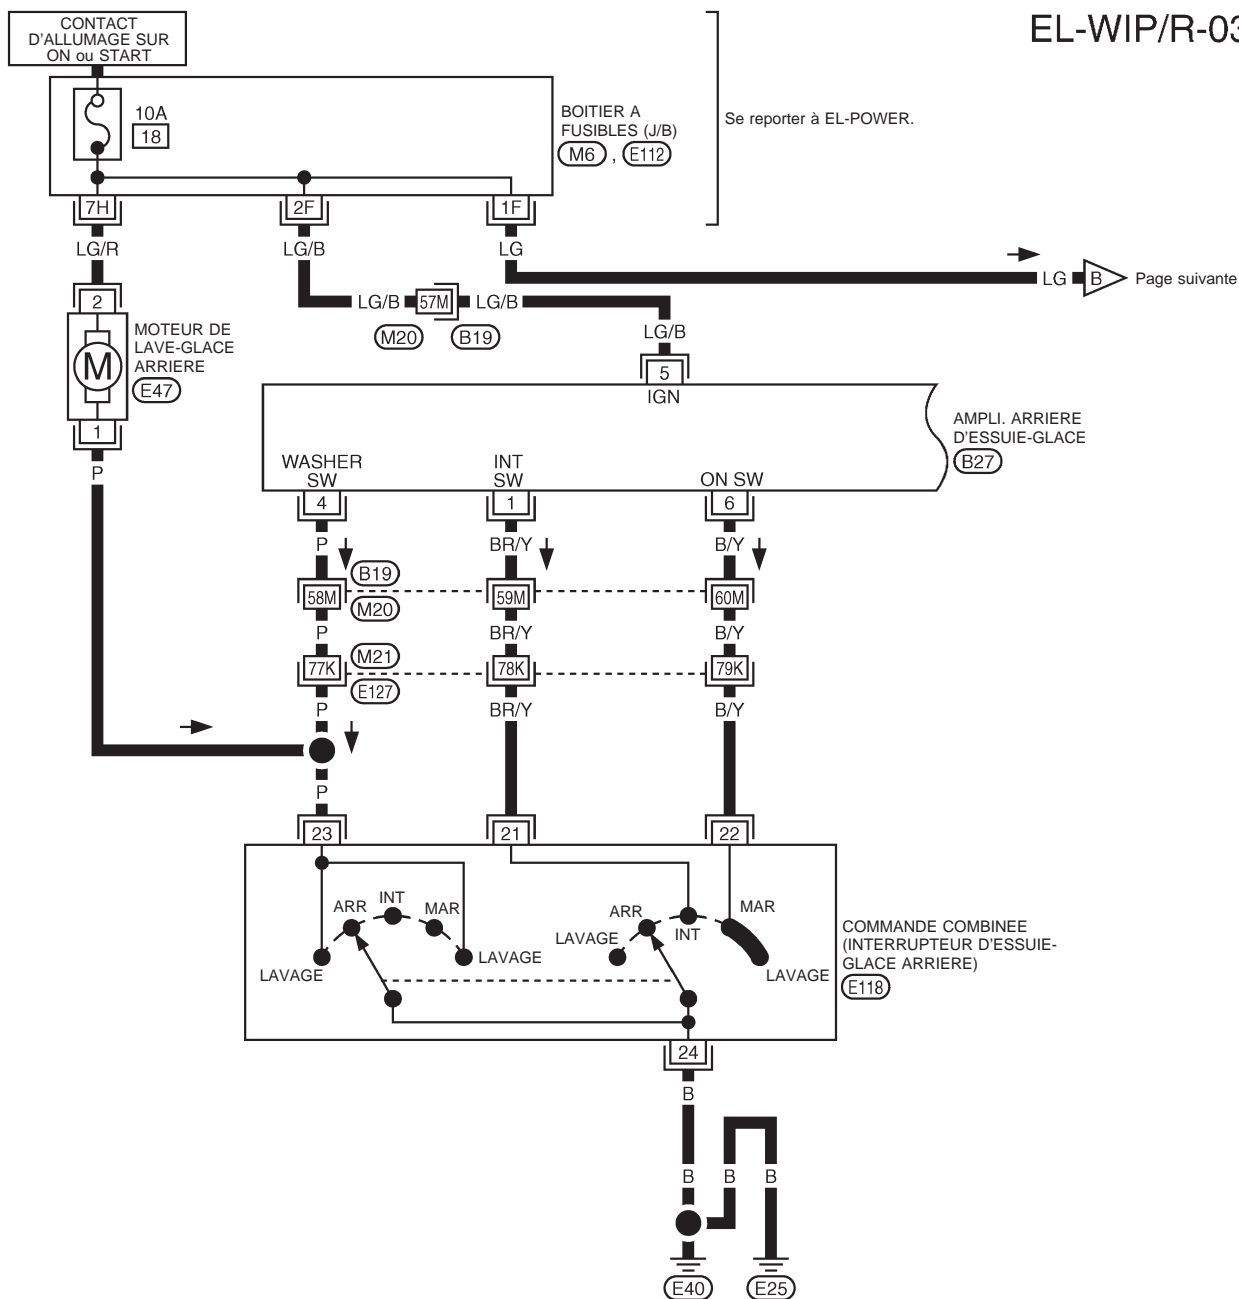 EL-WIP/R-03
CONTACT
D'ALLUMAGE SUR
ON ou START
10A
18
BOITIER A
FUSIBLES (J/B)
M6 , E112
Se reporter à EL-POWER.
7H
2F
1F
LG/R
LG/B
LG
LG
B
Page suivante
2
LG/B
57M
LG/B
M20
B19
MOTEUR DE
LAVE-GLACE
ARRIERE
E47
M
LG/B
5
IGN
1
P
AMPLI. ARRIERE
D'ESSUIE-GLACE
B27
WASHER
SW
INT
SW
ON SW
4
1
6
P
BR/Y
B/Y
B19
58M
59M
60M
M20
P
BR/Y
B/Y
M21
77K
78K
79K
E127
P
BR/Y
B/Y
P
23
21
22
ARR
INT
MAR
LAVAGE
LAVAGE
LAVAGE
ARR
INT
MAR
LAVAGE
COMMANDE COMBINEE
(INTERRUPTEUR D'ESSUIE-
GLACE ARRIERE)
E118
24
B
B
B
B
E40
E25